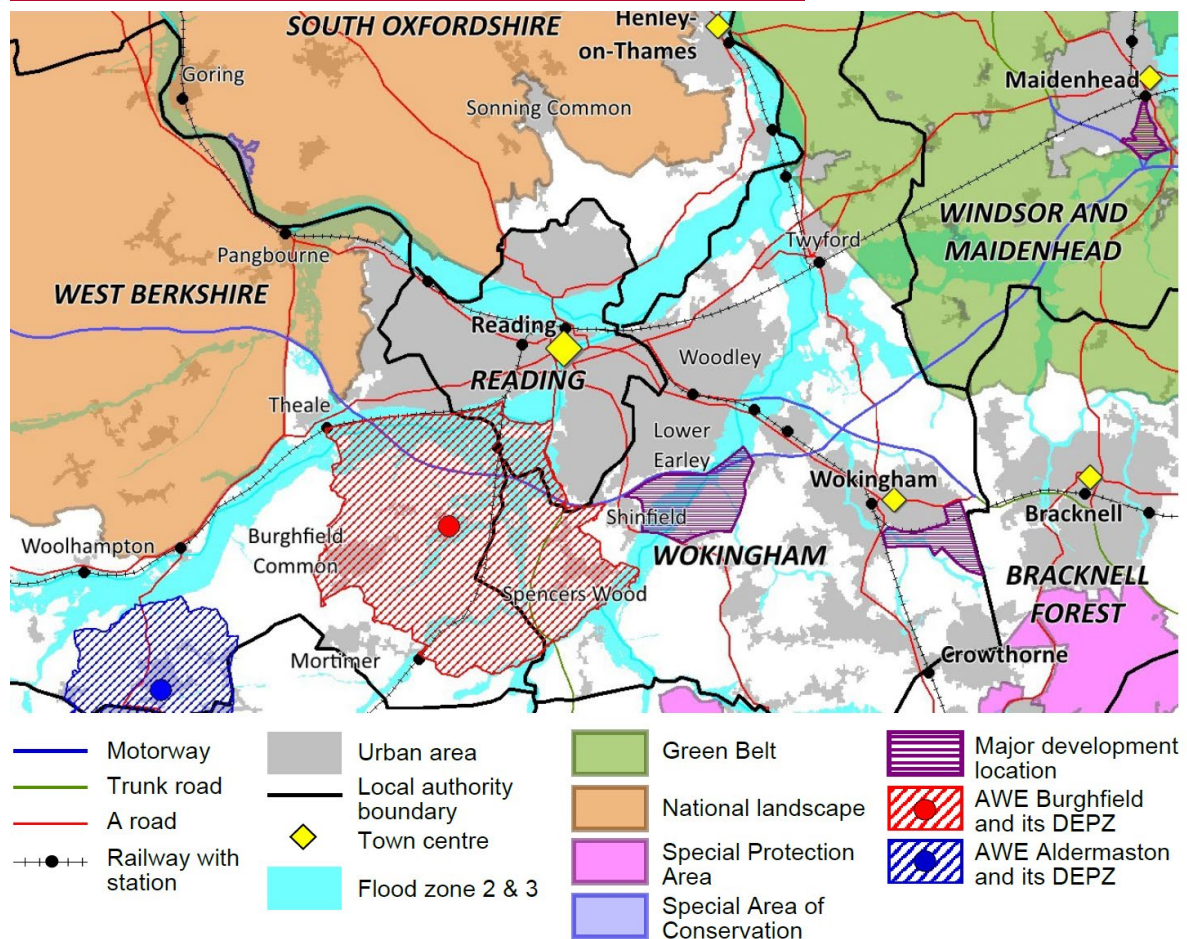 SOUTH OXFORDSHIRE
Henley-
on-Thames
Goring
Sonning Common
Maidenhead
WINDSOR AND
MAIDENHEAD
Pangbourne
Twyford
WEST BERKSHIRE
Reading
READING
Woodley
Theale
Lower
Earley
Wokingham
Bracknell
Woolhampton
Burghfield
Common
Shinfield
WOKINGHAM
BRACKNELL
FOREST
Spencers Wood
Mortimer
Crowthorne
Motorway
Trunk road
A road
Railway with
station
Urban area
Local authority
boundary
Town centre
Flood zone 2 & 3
Green Belt
National landscape
Special Protection
Area
Special Area of
Conservation
Major development
location
AWE Burghfield
and its DEPZ
AWE Aldermaston
and its DEPZ